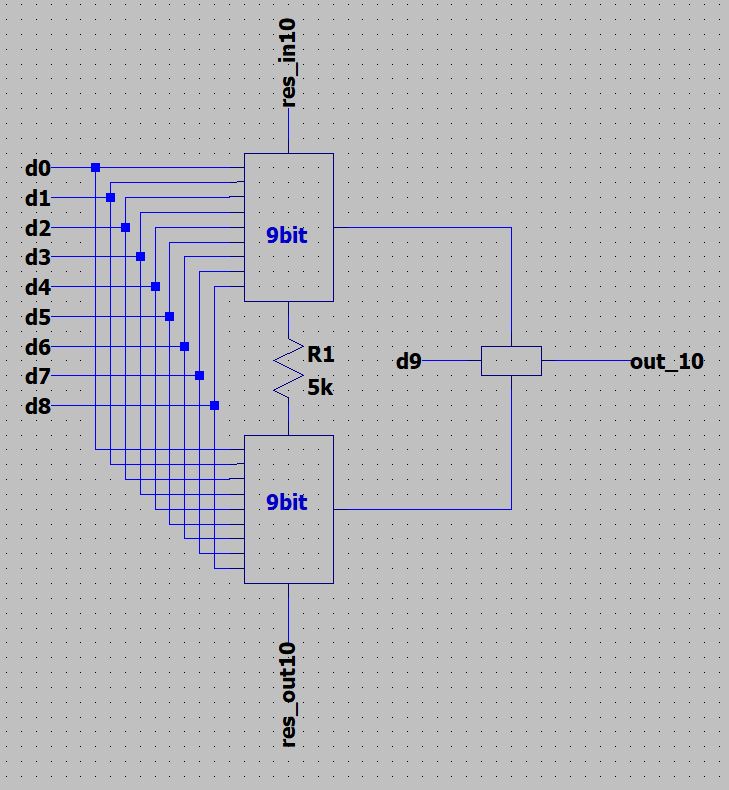 res_in10
d0
d1
d2
d3
d4
d5
d6
d7
d8
9bit
R1
5k
d9
out_10
9bit
res_out10